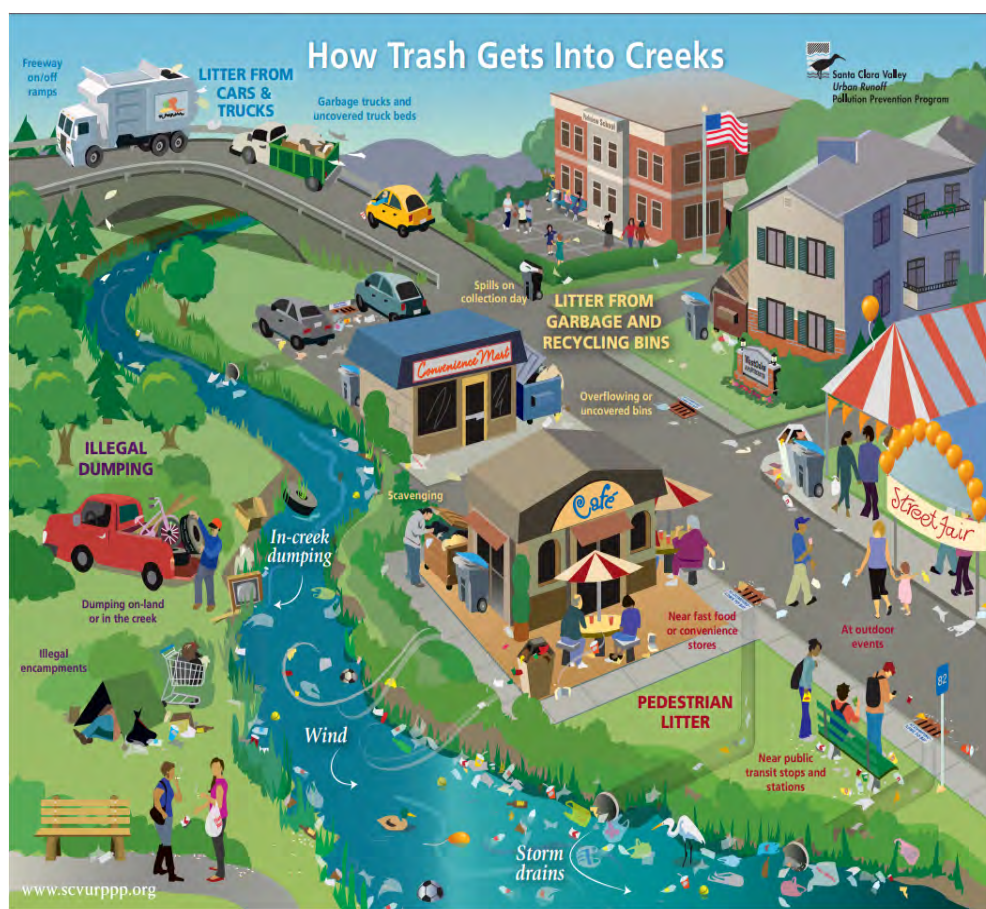 How Trash Gets Into Creeks
Santa Clara Valley
Urban Runoff
Pollution Prevention Program
Freeway
on/off
ramps
LITTER FROM
CARS &
TRUCKS
Garbage trucks and
uncovered truck beds
School
Spills on
collection day
LITTER FROM
GARBAGE AND
RECYCLING BINS
Convenience Mart
Overflowing or
uncovered bins
ILLEGAL
DUMPING
Scavenging
Café
Street Fair
In-creek
dumping
Dumping on-land
or in the creek
Near fast food
or convenience
stores
At outdoor
events
Illegal
encampments
82
PEDESTRIAN
LITTER
Wind
Near public
transit stops and
stations
Storm
drains
www.scvurppp.org